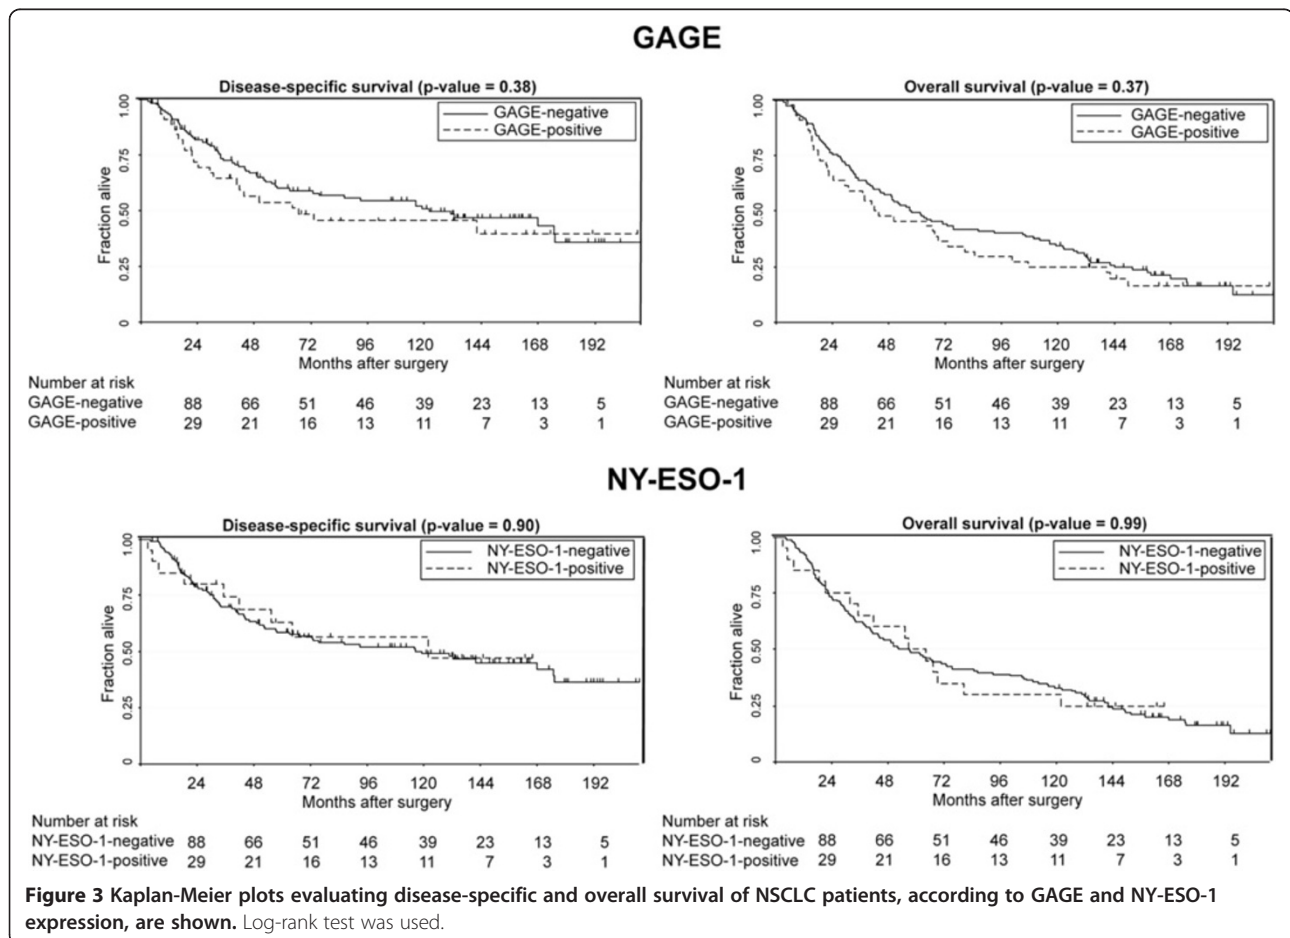 GAGE
Disease-specific survival (p-value = 0.38)
GAGE-negative
GAGE-positive
Fraction alive
1.00
0.75
0.50
0.25
0
24 48 72 96 120 144 168 192
Months after surgery
Number at risk
GAGE-negative 88 66 51 46 39 23 13 5
GAGE-positive 29 21 16 13 11 7 3 1
Overall survival (p-value = 0.37)
GAGE-negative
GAGE-positive
Fraction alive
1.00
0.75
0.50
0.25
0
24 48 72 96 120 144 168 192
Months after surgery
Number at risk
GAGE-negative 88 66 51 46 39 23 13 5
GAGE-positive 29 21 16 13 11 7 3 1
NY-ESO-1
Disease-specific survival (p-value = 0.90)
NY-ESO-1-negative
NY-ESO-1-positive
Fraction alive
1.00
0.75
0.50
0.25
0
24 48 72 96 120 144 168 192
Months after surgery
Number at risk
NY-ESO-1-negative 88 66 51 46 39 23 13 5
NY-ESO-1-positive 29 21 16 13 11 7 3 1
Overall survival (p-value = 0.99)
NY-ESO-1-negative
NY-ESO-1-positive
Fraction alive
1.00
0.75
0.50
0.25
0
24 48 72 96 120 144 168 192
Months after surgery
Number at risk
NY-ESO-1-negative 88 66 51 46 39 23 13 5
NY-ESO-1-positive 29 21 16 13 11 7 3 1
Figure 3 Kaplan-Meier plots evaluating disease-specific and overall survival of NSCLC patients, according to GAGE and NY-ESO-1
expression, are shown. Log-rank test was used.